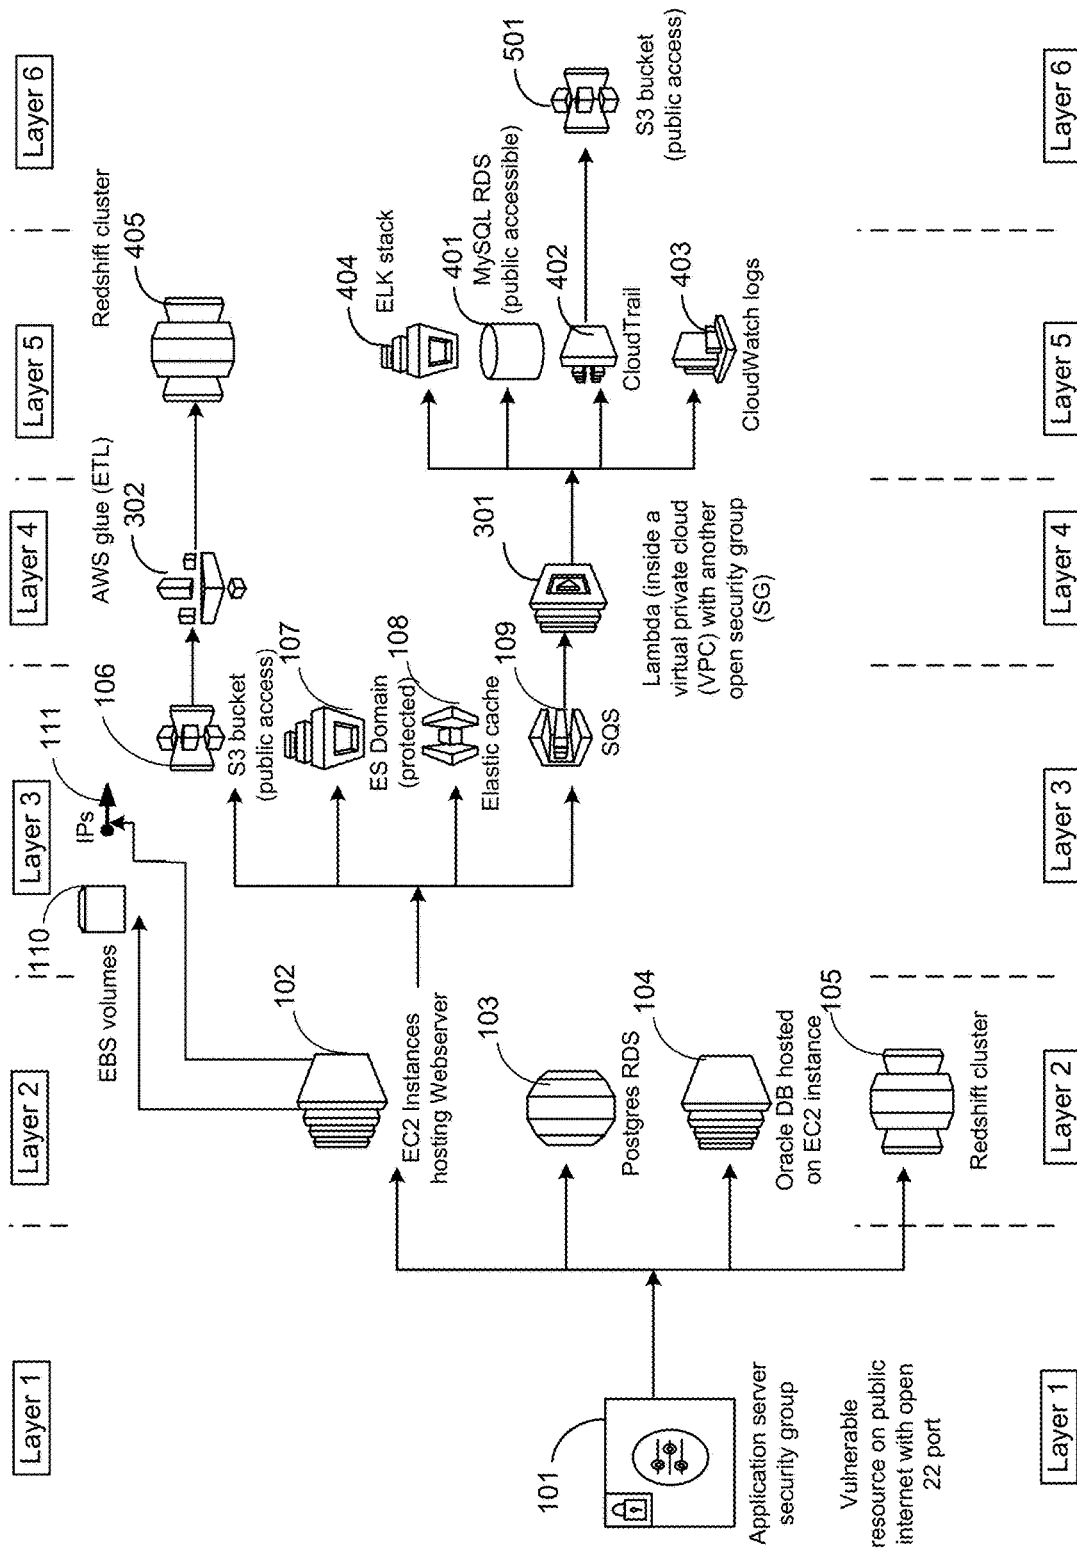 Layer 1
Layer 2
Layer 3
Layer 4
Layer 5
Layer 6
101
Application server
security group
Vulnerable
resource on public
internet with open
22 port
102
EC2 Instances
hosting Webserver
103
Postgres RDS
104
Oracle DB hosted
on EC2 instance
105
Redshift cluster
110
EBS volumes
111
IPs
106
S3 bucket
(public access)
107
ES Domain
(protected)
108
Elastic cache
109
SQS
AWS glue (ETL)
302
301
Lambda (inside a
virtual private cloud
(VPC) with another
open security group
(SG)
Redshift cluster
405
404
ELK stack
401
MySQL RDS
(public accessible)
402
CloudTrail
403
CloudWatch logs
501
S3 bucket
(public access)
Layer 1
Layer 2
Layer 3
Layer 4
Layer 5
Layer 6